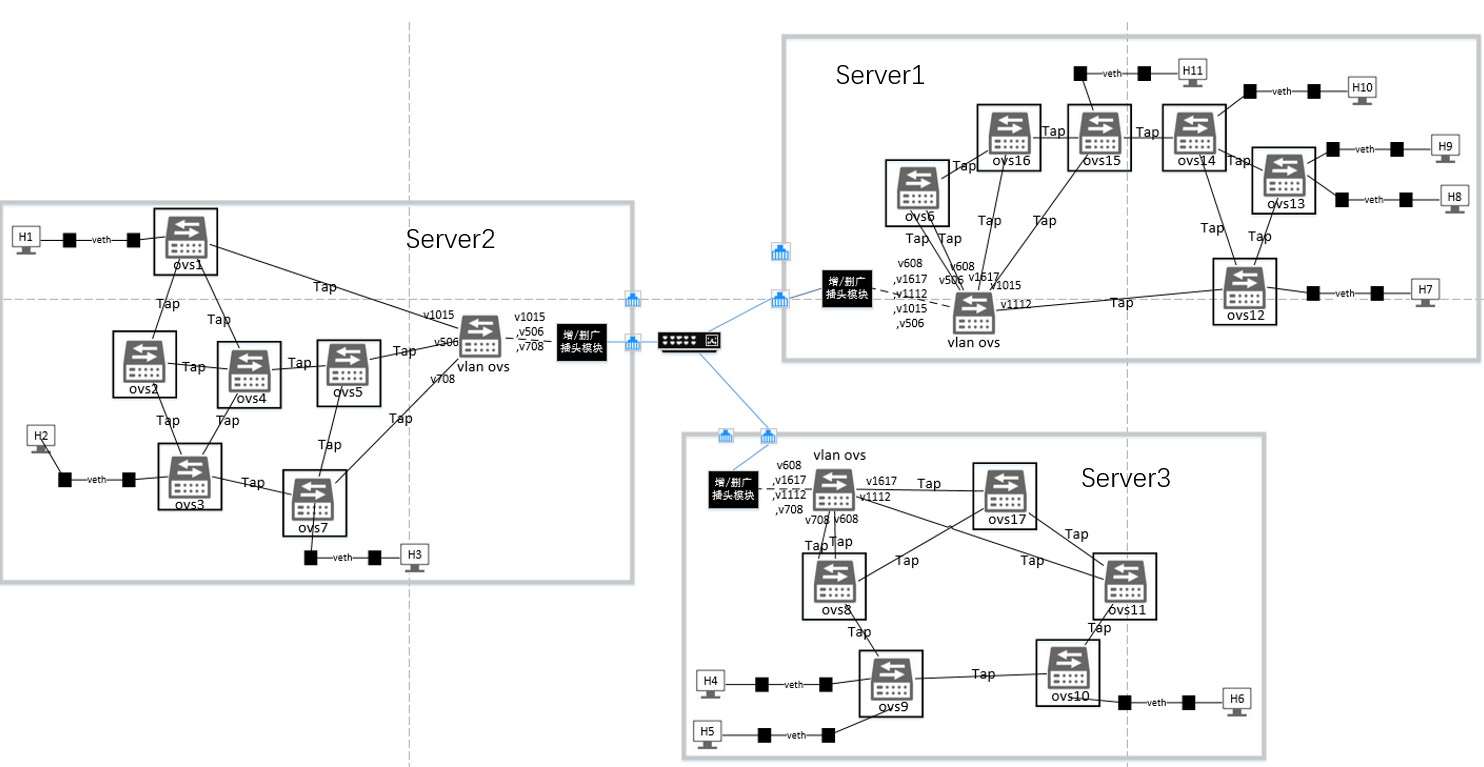 Server1
H11
veth
H10
veth
H9
veth
H8
veth
H7
veth
ovs16
Tap
ovs15
Tap
ovs14
Tap
ovs13
Tap
ovs6
Tap
Tap
Tap
Tap
Tap
Tap
ovs12
Tap
v608
,v1617
,v1112
,v1015
,v506
增/删广
插头模块
v608
v506
v1617
v1015
v1112
vlan ovs
Server2
H1
veth
ovs1
Tap
Tap
Tap
ovs2
Tap
ovs4
Tap
ovs5
Tap
v1015
v506
v708
vlan ovs
v1015
,v506
,v708
增/删广
插头模块
Tap
Tap
Tap
Tap
H2
veth
ovs3
Tap
ovs7
veth
H3
Server3
vlan ovs
v608
,v1617
,v1112
,v708
增/删广
插头模块
v1617
v1112
v708
v608
Tap
ovs17
Tap
Tap
Tap
Tap
Tap
ovs8
ovs11
Tap
Tap
H4
veth
ovs9
Tap
ovs10
veth
H6
H5
veth